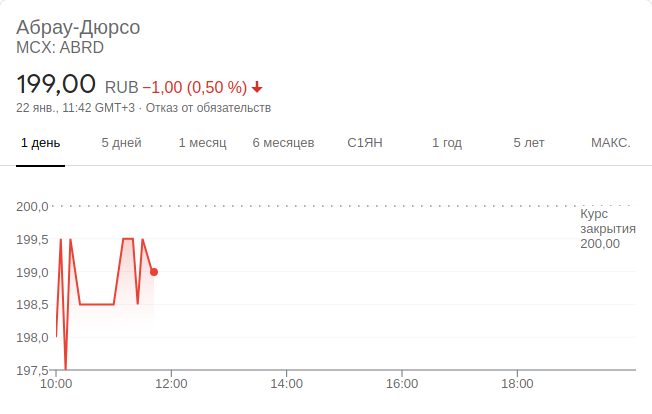 Абрау-Дюрсо
MCX: ABRD
199,00 RUB −1,00 (0,50 %)
22 янв., 11:42 GMT+3 · Отказ от обязательств
1 день 5 дней 1 месяц 6 месяцев С1ЯН 1 год 5 лет МАКС.
200,0
Курс
закрытия
200,00
199,5
199,0
198,5
198,0
197,5
10:00 12:00 14:00 16:00 18:00